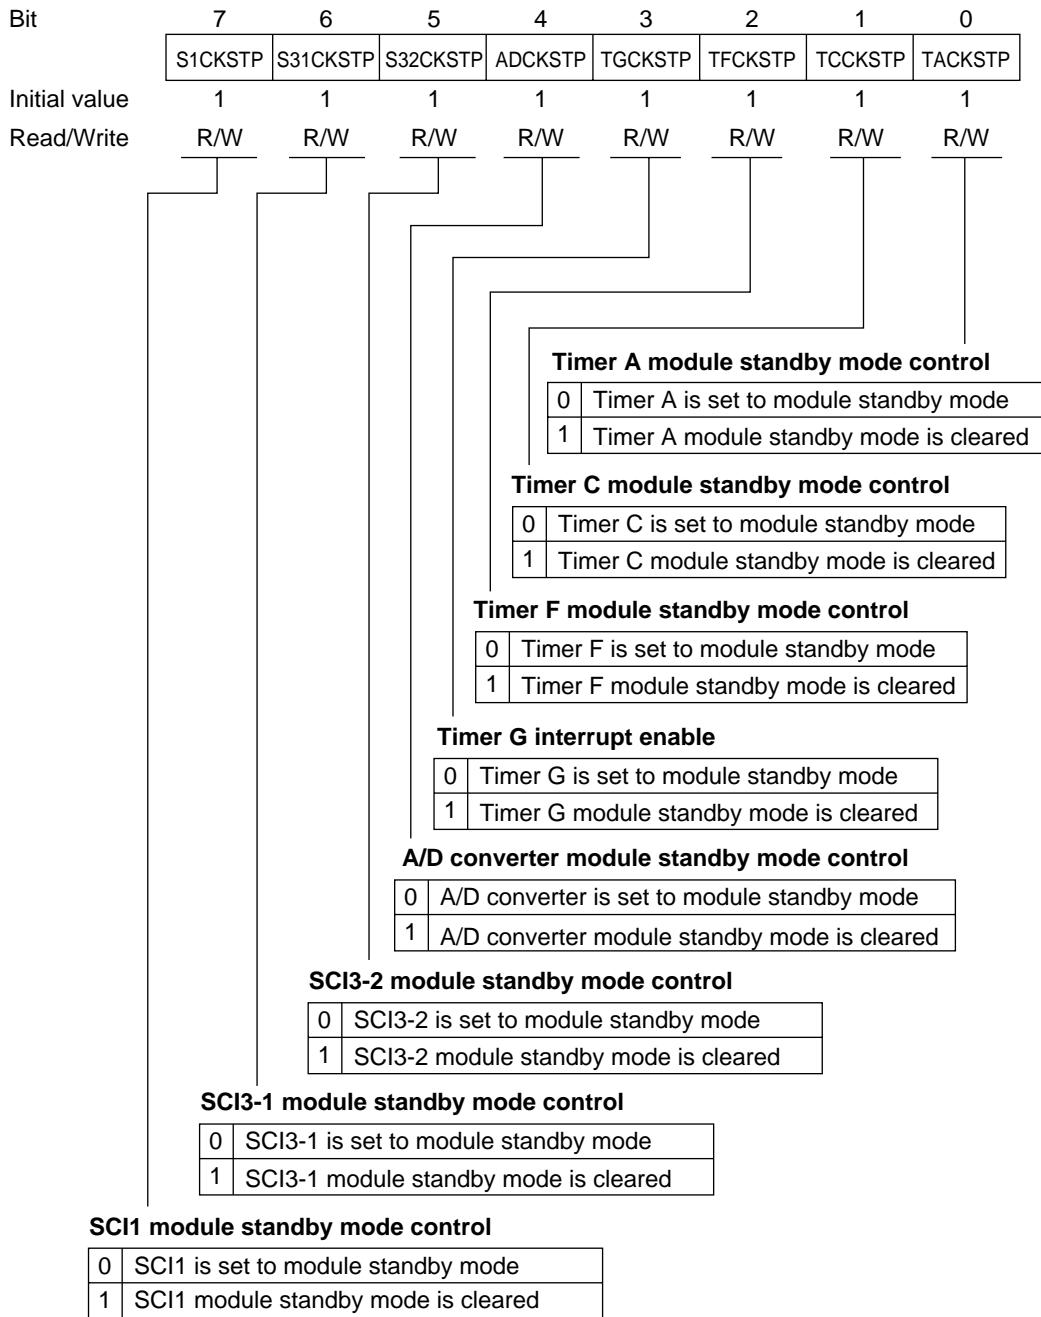 Bit 7 6 5 4 3 2 1 0
S1CKSTP S31CKSTP S32CKSTP ADCKSTP TGCKSTP TFCKSTP TCCKSTP TACKSTP
Initial value 1 1 1 1 1 1 1 1
Read/Write R/W R/W R/W R/W R/W R/W R/W R/W
Timer A module standby mode control
0 Timer A is set to module standby mode
1 Timer A module standby mode is cleared
Timer C module standby mode control
0 Timer C is set to module standby mode
1 Timer C module standby mode is cleared
Timer F module standby mode control
0 Timer F is set to module standby mode
1 Timer F module standby mode is cleared
Timer G interrupt enable
0 Timer G is set to module standby mode
1 Timer G module standby mode is cleared
A/D converter module standby mode control
0 A/D converter is set to module standby mode
1 A/D converter module standby mode is cleared
SCI3-2 module standby mode control
0 SCI3-2 is set to module standby mode
1 SCI3-2 module standby mode is cleared
SCI3-1 module standby mode control
0 SCI3-1 is set to module standby mode
1 SCI3-1 module standby mode is cleared
SCI1 module standby mode control
0 SCI1 is set to module standby mode
1 SCI1 module standby mode is cleared